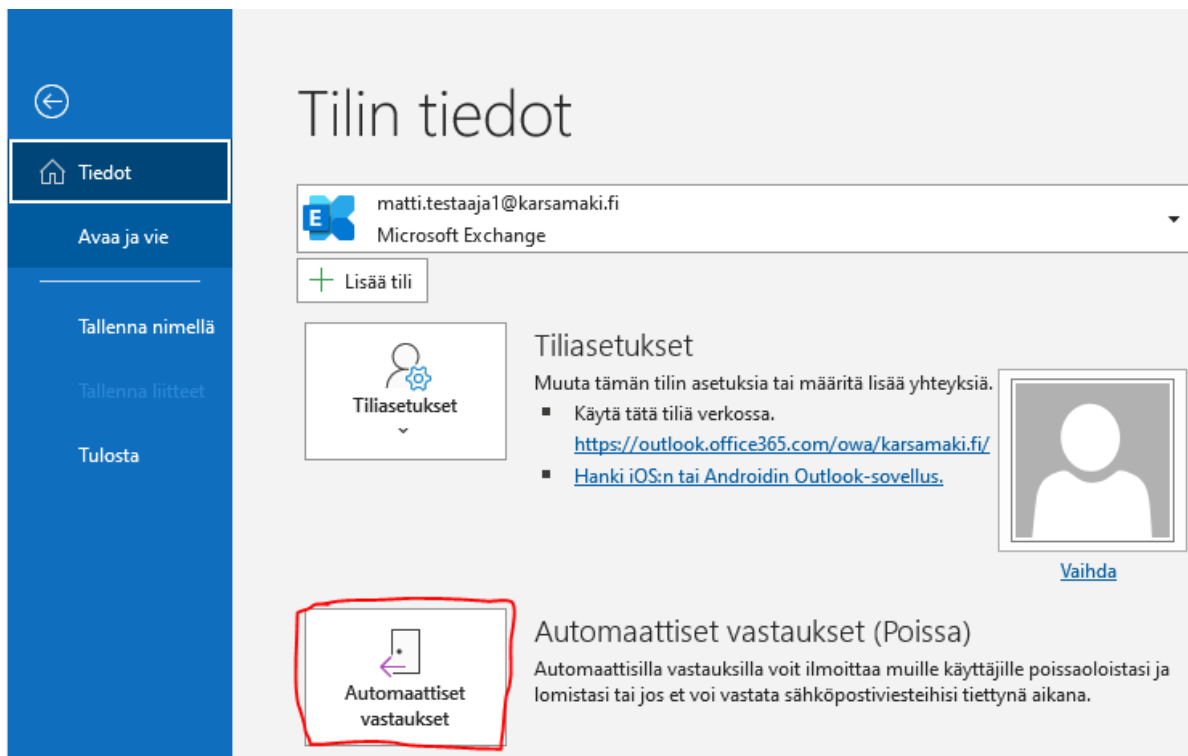 Tilin tiedot
Tiedot
Avaa ja vie
Tallenna nimellä
Tallenna liitteet
Tulosta
E
matti.testaaja1@karsamaki.fi
Microsoft Exchange
Lisää tili
Tiliasetukset
Tiliasetukset
Muuta tämän tilin asetuksia tai määritä lisää yhteyksiä.
Käytä tätä tiliä verkossa.
https://outlook.office365.com/owa/karsamaki.fi/
Hanki iOS:n tai Androidin Outlook-sovellus.
Vaihda
Automaattiset
vastaukset
Automaattiset vastaukset (Poissa)
Automaattisilla vastauksilla voit ilmoittaa muille käyttäjille poissaoloistasi ja
lomistasi tai jos et voi vastata sähköpostiviesteihisi tiettynä aikana.